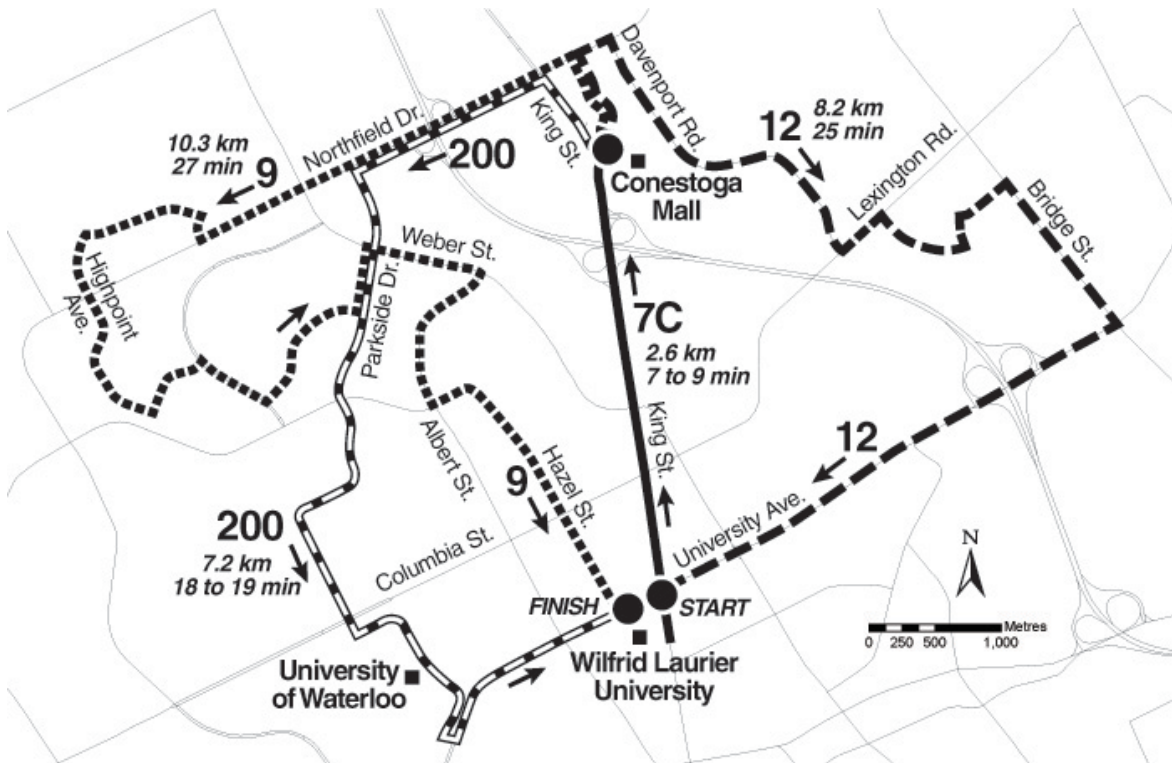 Davenport Rd.
8.2 km
12
25 min
10.3 km
27 min
9
Northfield Dr.
200
King St.
Conestoga
Mall
Lexington Rd.
Bridge St.
Highpoint
Ave.
Weber St.
Parkside Dr.
7C
2.6 km
7 to 9 min
King St.
12
Albert St.
Hazel St.
9
University Ave.
200
7.2 km
18 to 19 min
Columbia St.
N
FINISH
START
Metres
0 250 500 1,000
University
of Waterloo
Wilfrid Laurier
University